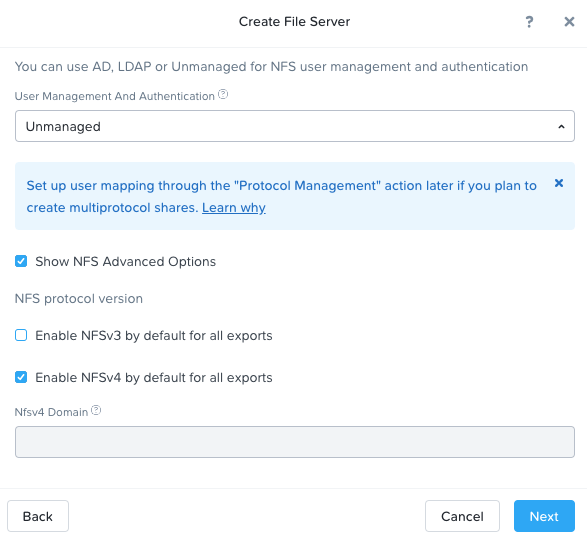 Create File Server
?
You can use AD, LDAP or Unmanaged for NFS user management and authentication
User Management And Authentication ?
Unmanaged
Set up user mapping through the "Protocol Management" action later if you plan to
create multiprotocol shares. Learn why
Show NFS Advanced Options
NFS protocol version
Enable NFSv3 by default for all exports
Enable NFSv4 by default for all exports
Nfsv4 Domain ?
Back
Cancel
Next